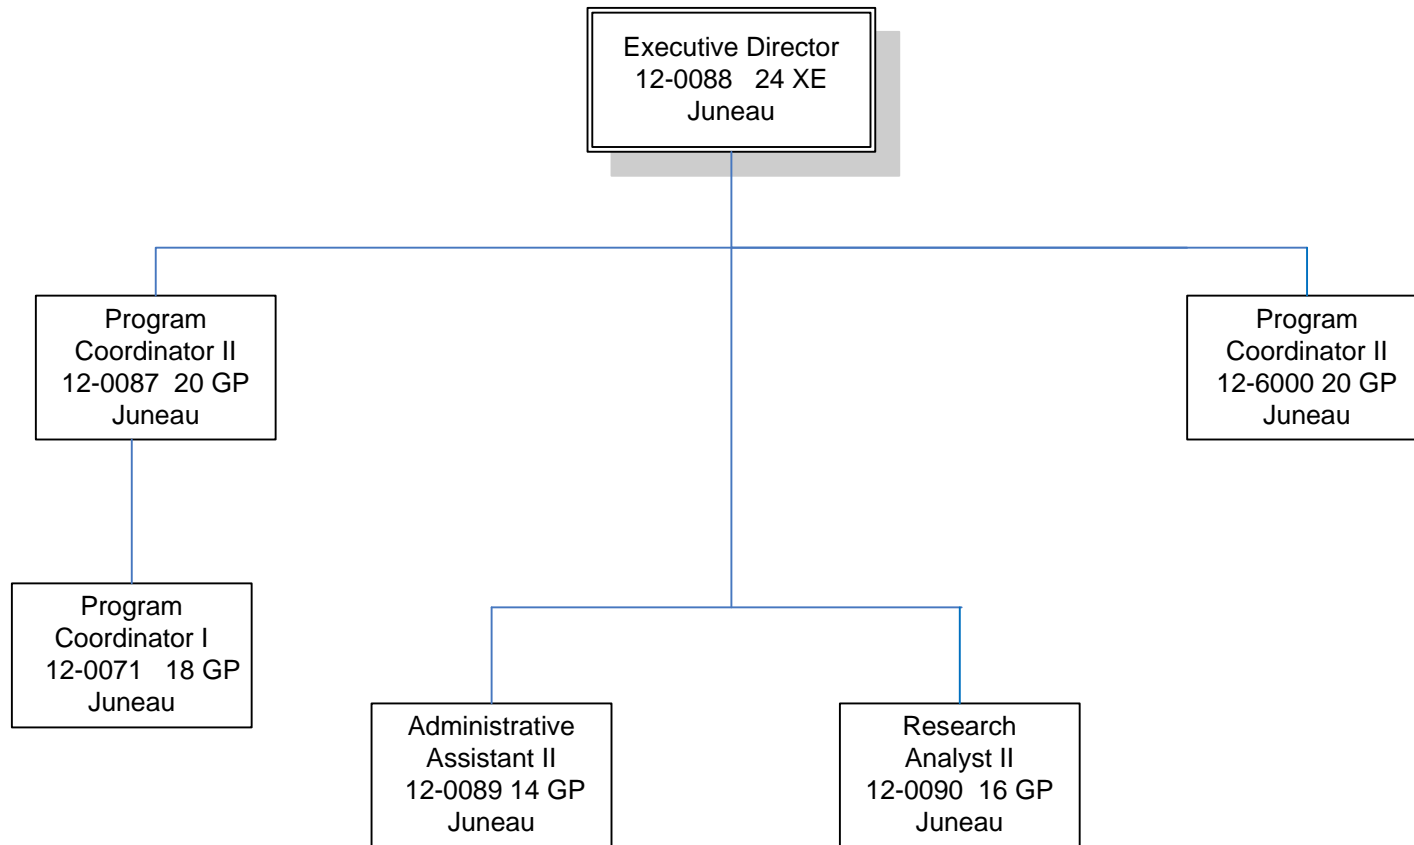 Executive Director
12-0088 24 XE
Juneau
Program
Coordinator II
12-0087 20 GP
Juneau
Program
Coordinator II
12-6000 20 GP
Juneau
Program
Coordinator I
12-0071 18 GP
Juneau
Administrative
Assistant II
12-0089 14 GP
Juneau
Research
Analyst II
12-0090 16 GP
Juneau